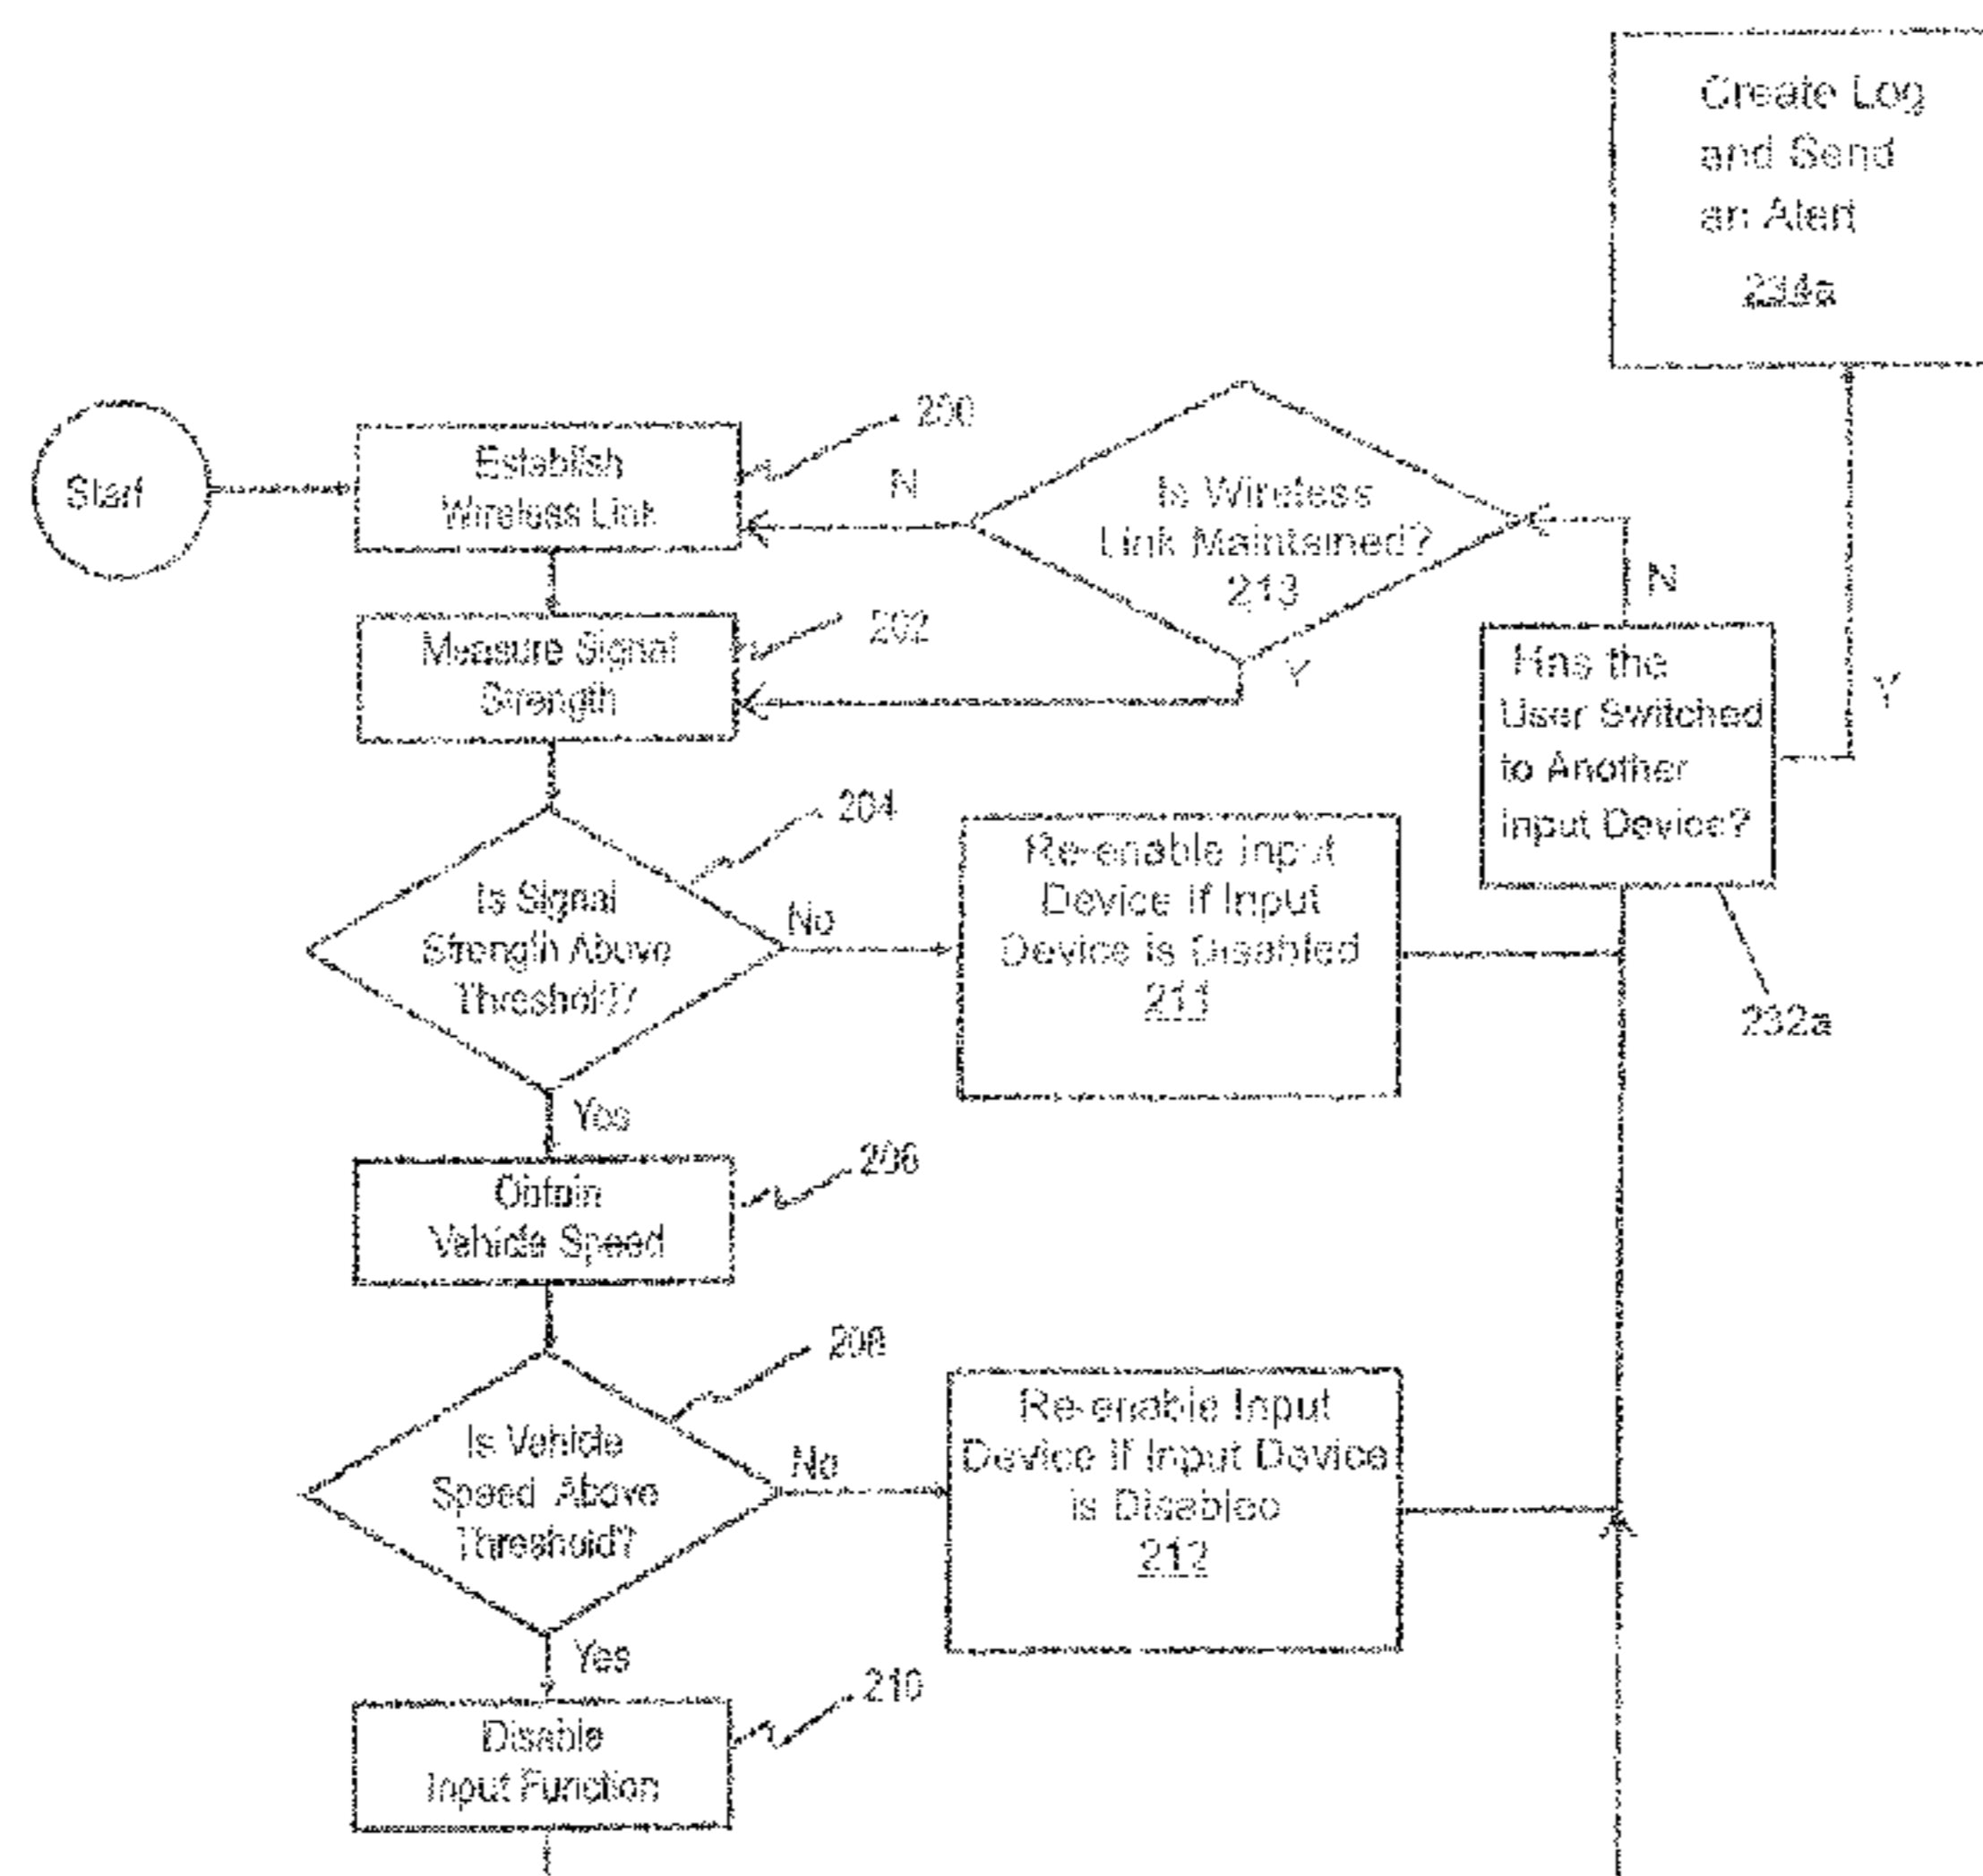 Create Log
and Send
an Alert
234a
Start
Establish
Wireless Link
200
N
Is Wireless
Link Maintained?
213
Y
N
Measure Signal
Strength
202
Has the
User Switched
to Another
Input Device?
Y
232a
Is Signal
Strength Above
Threshold?
204
No
Re-enable Input
Device if Input
Device is Disabled
211
Yes
Obtain
Vehicle Speed
206
Is Vehicle
Speed Above
Threshold?
208
No
Re-enable Input
Device if Input Device
is Disabled
212
Yes
Disable
Input Function
210